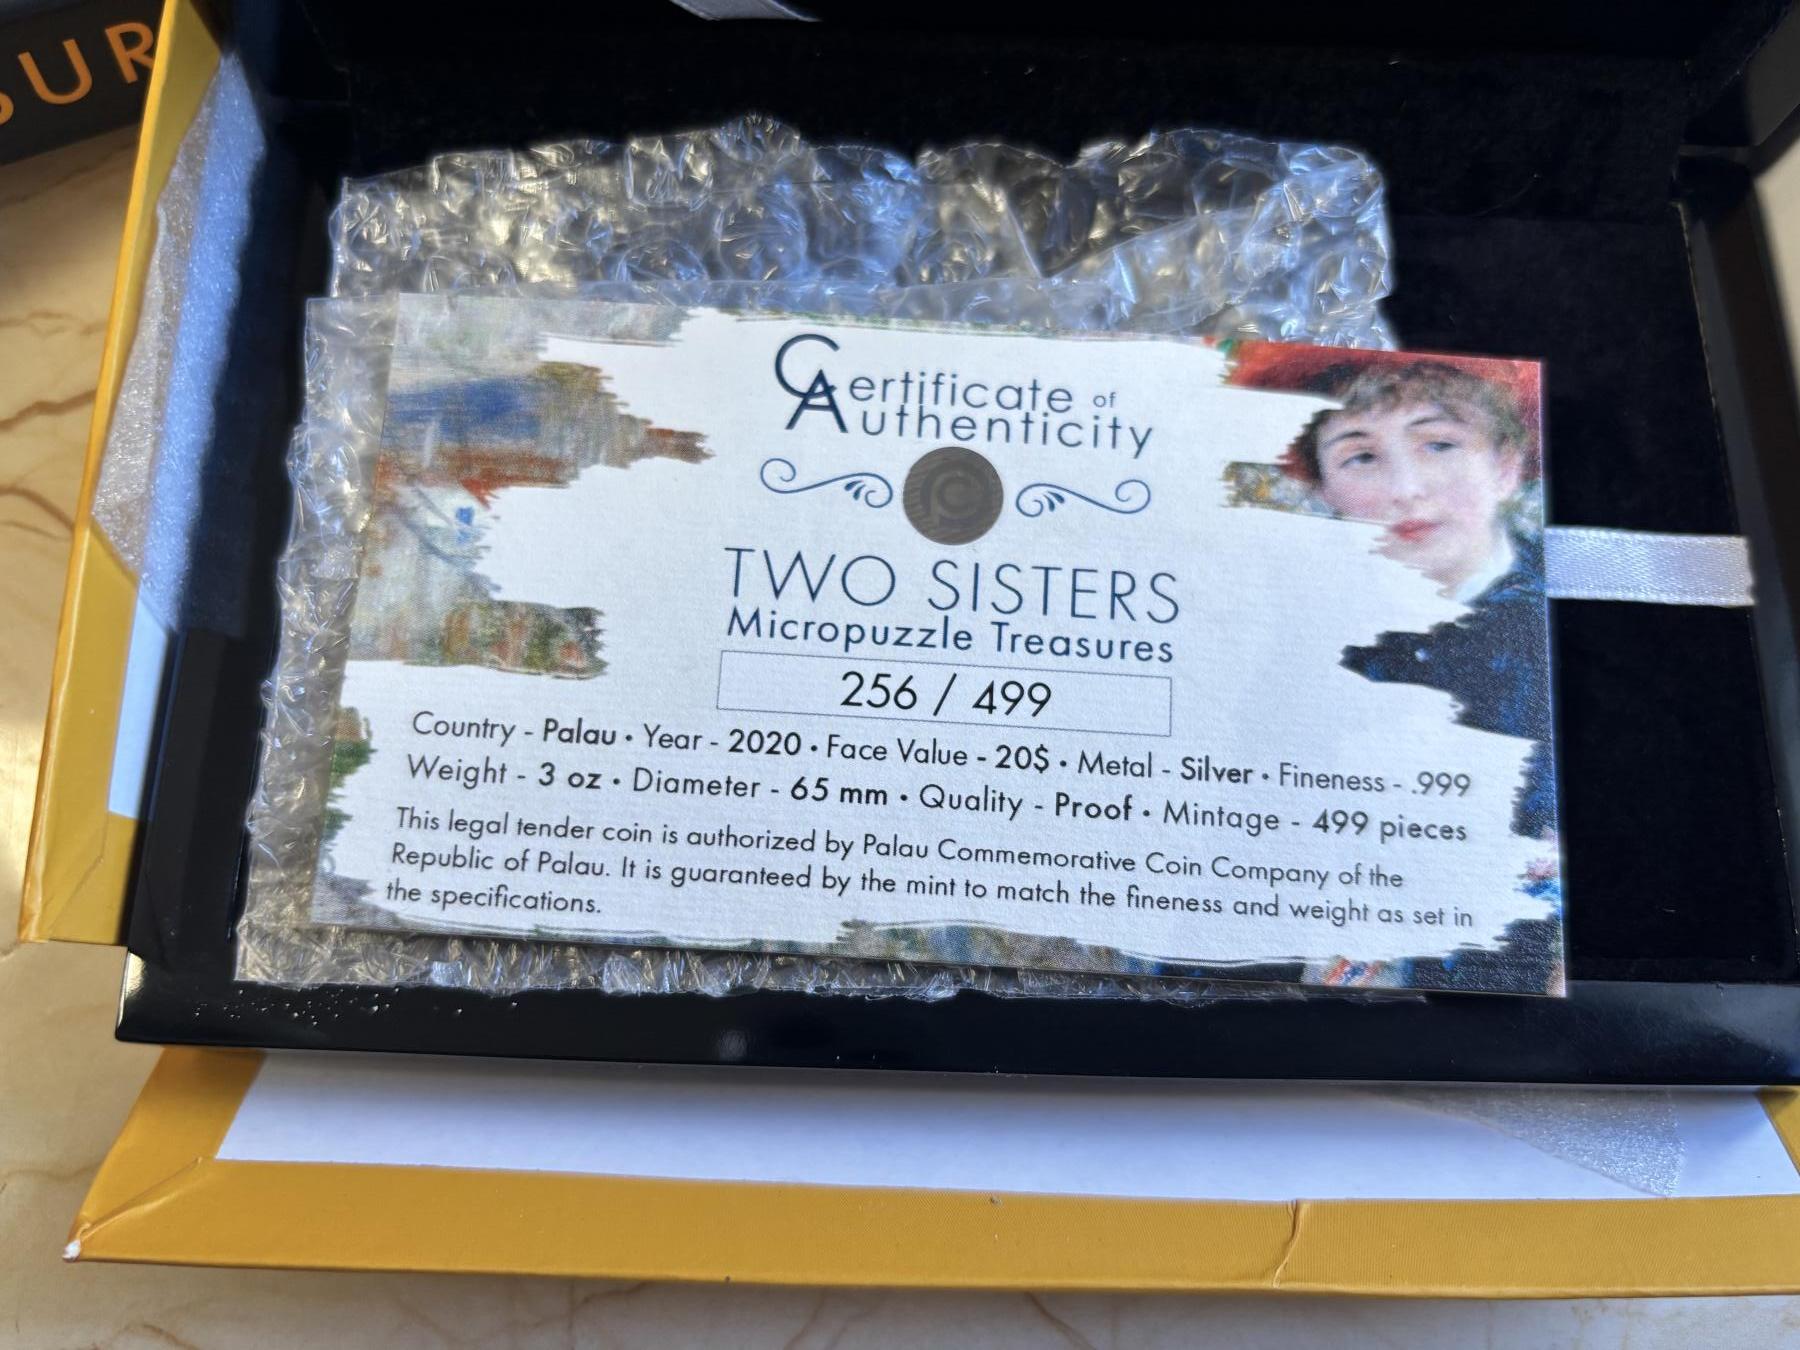 SUR
Certificate of
Authenticity
TWO SISTERS
Micropuzzle Treasures
256 / 499
Country - Palau • Year - 2020 • Face Value - 20$ • Metal - Silver • Fineness - .999
Weight - 3 oz • Diameter - 65 mm • Quality - Proof • Mintage - 499 pieces
This legal tender coin is authorized by Palau Commemorative Coin Company of the
Republic of Palau. It is guaranteed by the mint to match the fineness and weight as set in
the specifications.